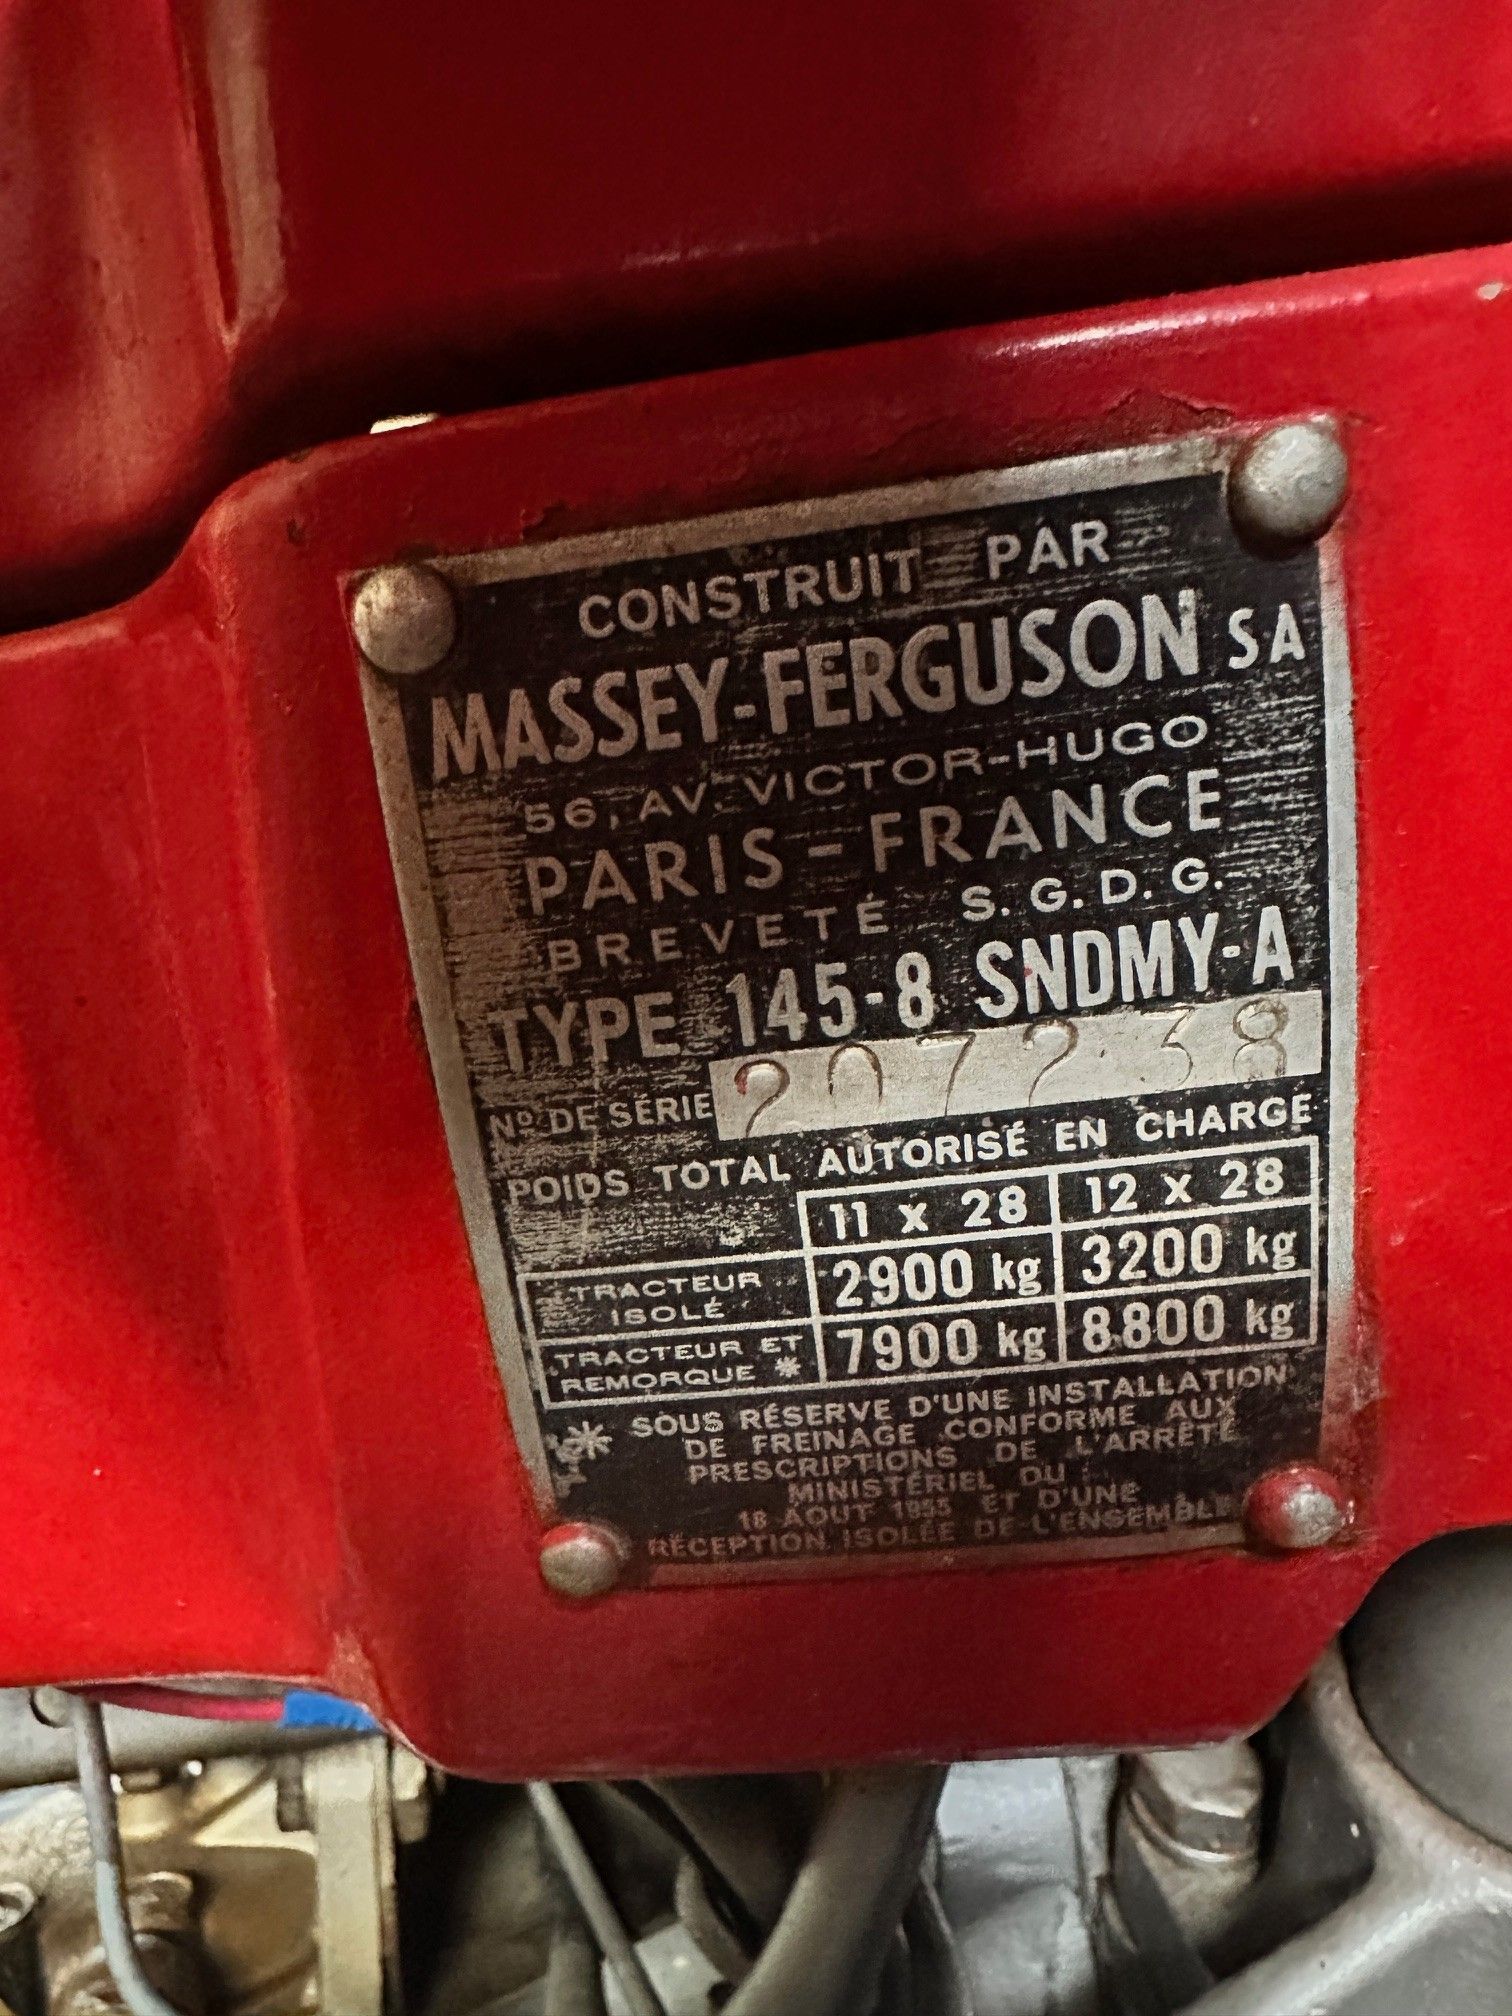 CONSTRUIT PAR
MASSEY-FERGUSON SA
56, AV. VICTOR-HUGO
PARIS - FRANCE
BREVETÉ S.G.D.G.
TYPE 145-8 SNDMY-A
No. DE SÉRIE 207238
POIDS TOTAL AUTORISÉ EN CHARGE
11 x 28 12 x 28
TRACTEUR ISOLÉ 2900 kg 3200 kg
TRACTEUR ET REMORQUE * 7900 kg 8.800 kg
* SOUS RÉSERVE D'UNE INSTALLATION
DE FREINAGE CONFORME AUX
PRESCRIPTIONS DE L'ARRÊTÉ
MINISTÉRIEL DU
18 AOUT 1955 ET D'UNE
RÉCEPTION ISOLÉE DE L'ENSEMBLE